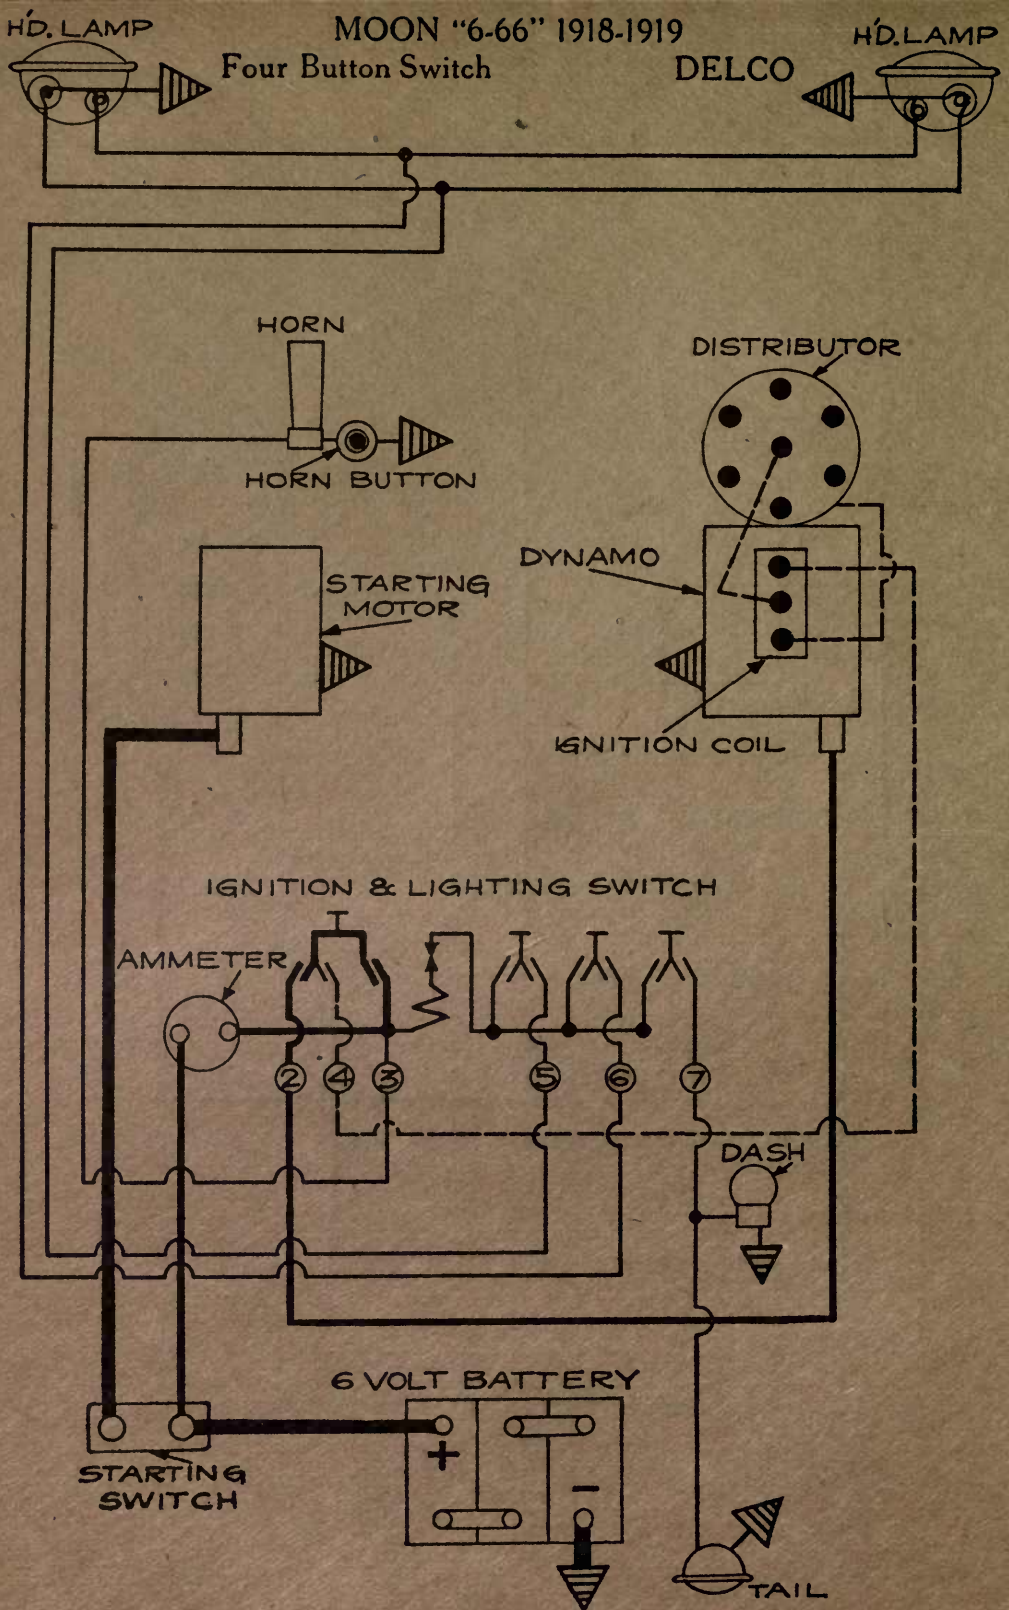 H'D. LAMP
MOON "6-66" 1918-1919
H'D. LAMP
Four Button Switch
DELCO
HORN
HORN BUTTON
DISTRIBUTOR
DYNAMO
STARTING
MOTOR
IGNITION COIL
IGNITION & LIGHTING SWITCH
AMMETER
2 4 3 5 6 7
DASH
6 VOLT BATTERY
+
−
STARTING
SWITCH
TAIL